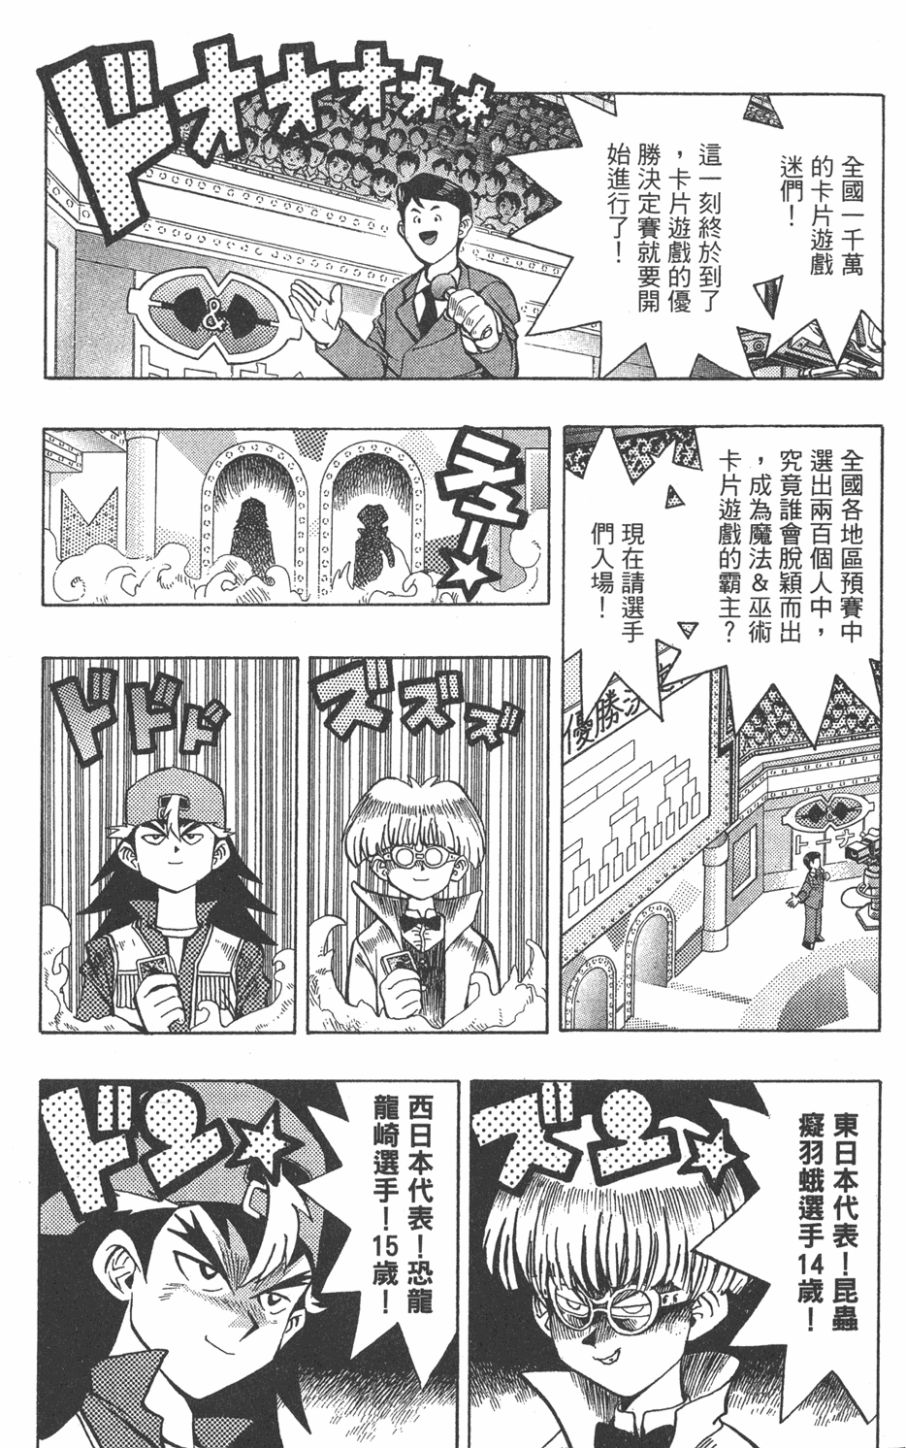 ドオオオオオ
全國一千萬
的卡片遊戲
迷們！
這一刻終於到了
，卡片遊戲的優
勝決定賽就要開
始進行了！
&
全國各地區預賽中
選出兩百個人中，
究竟誰會脫穎而出
，成為魔法＆巫術
卡片遊戲的霸主？
現在請選手
們入場！
優勝決
トーナ
ズズズ
ドドド
東日本代表！昆蟲
癡羽蛾選手14歲！
西日本代表！恐龍
龍崎選手！15歲！